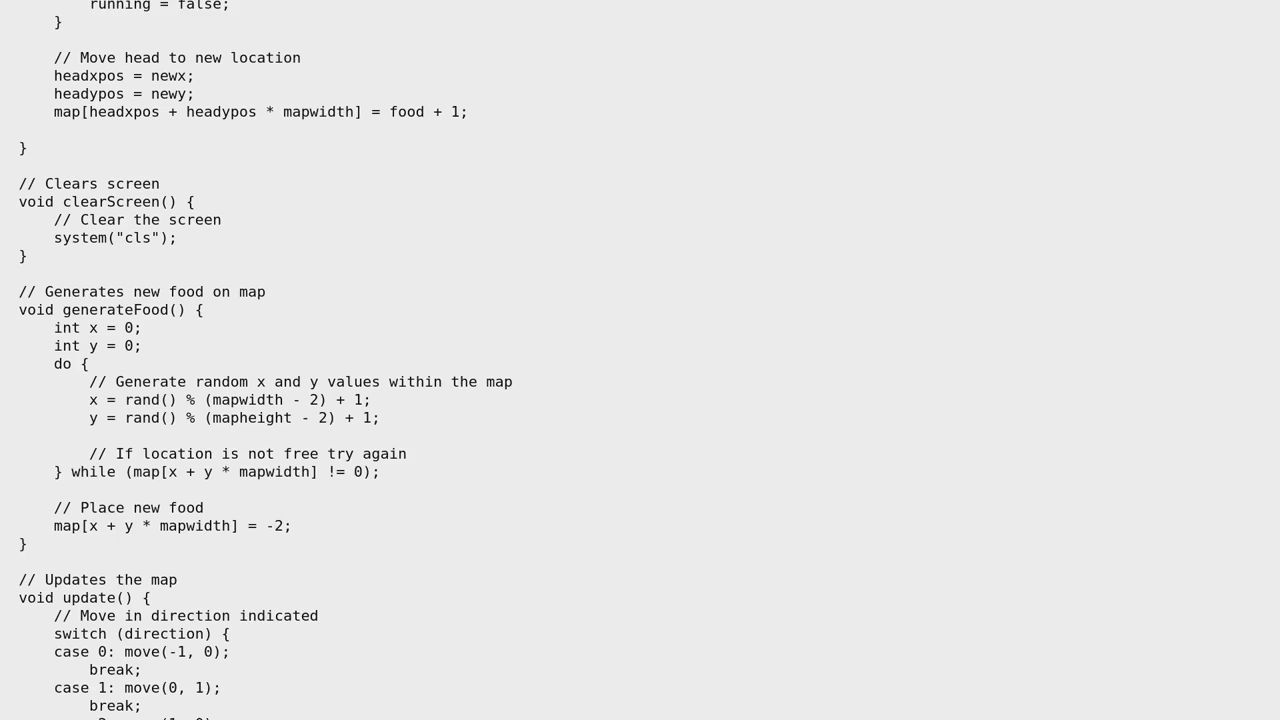 running = false;
    }

    // Move head to new location
    headxpos = newx;
    headypos = newy;
    map[headxpos + headypos * mapwidth] = food + 1;

}

// Clears screen
void clearScreen() {
    // Clear the screen
    system("cls");
}

// Generates new food on map
void generateFood() {
    int x = 0;
    int y = 0;
    do {
        // Generate random x and y values within the map
        x = rand() % (mapwidth - 2) + 1;
        y = rand() % (mapheight - 2) + 1;

        // If location is not free try again
    } while (map[x + y * mapwidth] != 0);

    // Place new food
    map[x + y * mapwidth] = -2;
}

// Updates the map
void update() {
    // Move in direction indicated
    switch (direction) {
    case 0: move(-1, 0);
        break;
    case 1: move(0, 1);
        break;